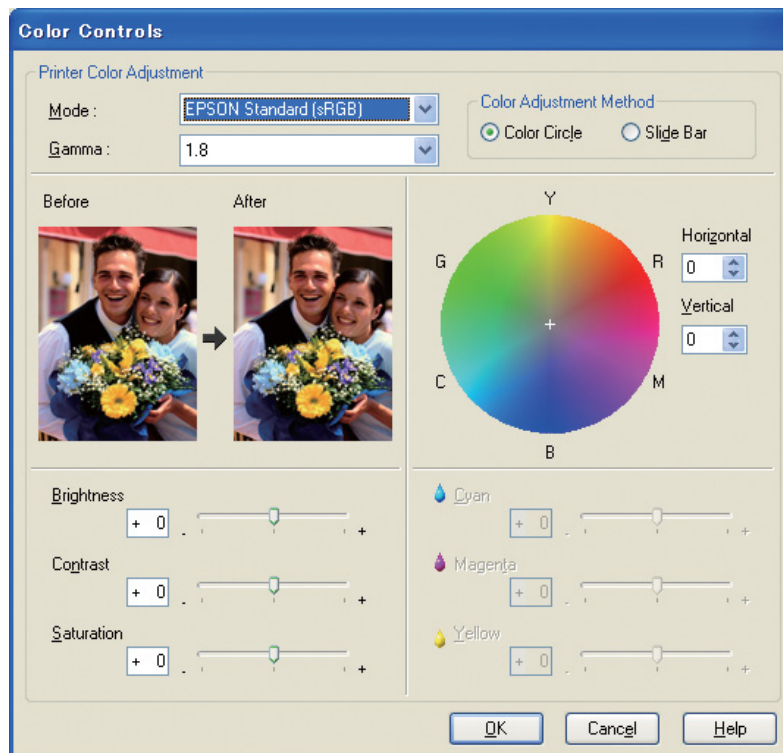 Color Controls
Printer Color Adjustment
Mode :
EPSON Standard (sRGB)
Gamma :
1.8
Color Adjustment Method
Color Circle
Slide Bar
Before
After
Y
G
R
C
M
B
Horizontal
0
Vertical
0
Brightness
+ 0
- +
Contrast
+ 0
- +
Saturation
+ 0
- +
Cyan
+ 0
- +
Magenta
+ 0
- +
Yellow
+ 0
- +
OK
Cancel
Help